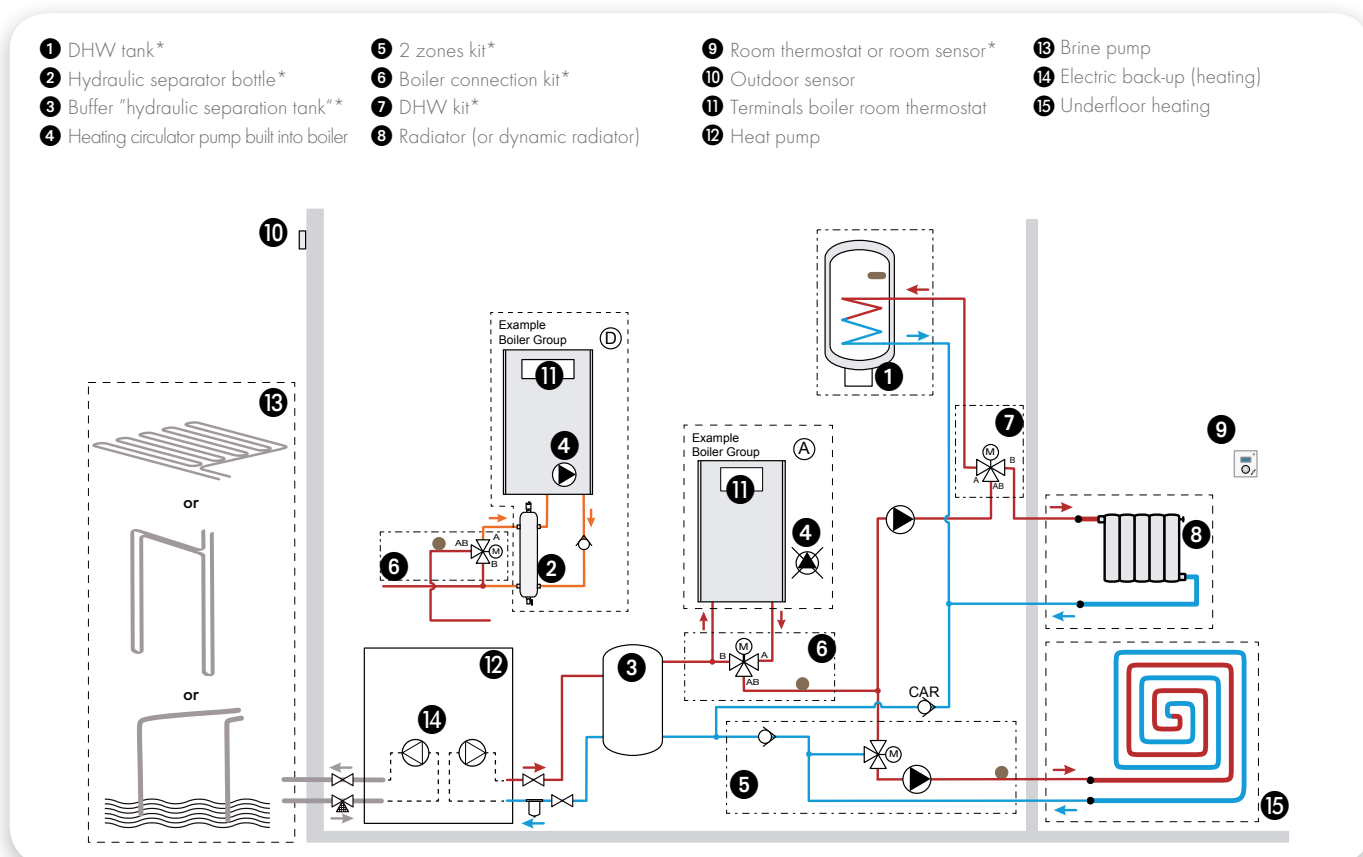 1 DHW tank*
2 Hydraulic separator bottle*
3 Buffer "hydraulic separation tank"*
4 Heating circulator pump built into boiler
5 2 zones kit*
6 Boiler connection kit*
7 DHW kit*
8 Radiator (or dynamic radiator)
9 Room thermostat or room sensor*
10 Outdoor sensor
11 Terminals boiler room thermostat
12 Heat pump
13 Brine pump
14 Electric back-up (heating)
15 Underfloor heating
10
Example
Boiler Group
D
11
4
1
13
or
or
AB
A
M
B
6
2
Example
Boiler Group
A
11
4
7
M
A
B
AB
9
8
12
14
3
M
B
A
AB
6
CAR
M
5
15